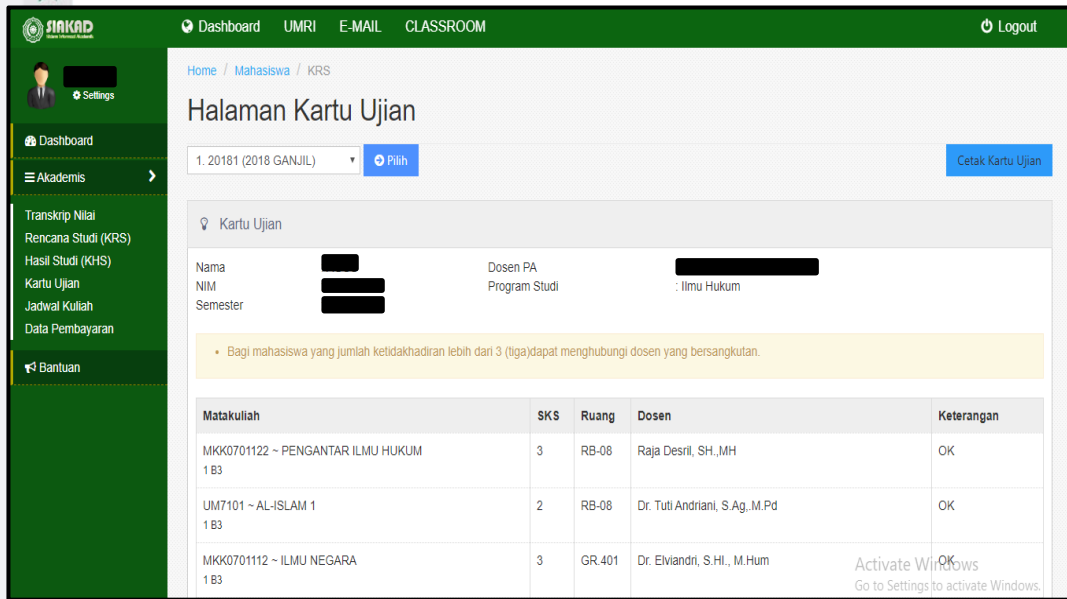 SIAKAD
Dashboard UMRI E-MAIL CLASSROOM Logout
Settings
Dashboard
Akademis
Transkrip Nilai
Rencana Studi (KRS)
Hasil Studi (KHS)
Kartu Ujian
Jadwal Kuliah
Data Pembayaran
Bantuan
Home / Mahasiswa / KRS
Halaman Kartu Ujian
1. 20181 (2018 GANJIL) Pilih Cetak Kartu Ujian
Kartu Ujian
Nama Dosen PA
NIM Program Studi : Ilmu Hukum
Semester
• Bagi mahasiswa yang jumlah ketidakhadiran lebih dari 3 (tiga)dapat menghubungi dosen yang bersangkutan.
Matakuliah SKS Ruang Dosen Keterangan
MKK0701122 ~ PENGANTAR ILMU HUKUM 3 RB-08 Raja Desril, SH.,MH OK
1 B3
UM7101 ~ AL-ISLAM 1 2 RB-08 Dr. Tuti Andriani, S.Ag,.M.Pd OK
1 B3
MKK0701112 ~ ILMU NEGARA 3 GR.401 Dr. Elviandri, S.HI., M.Hum OK
1 B3
Activate Windows
Go to Settings to activate Windows.